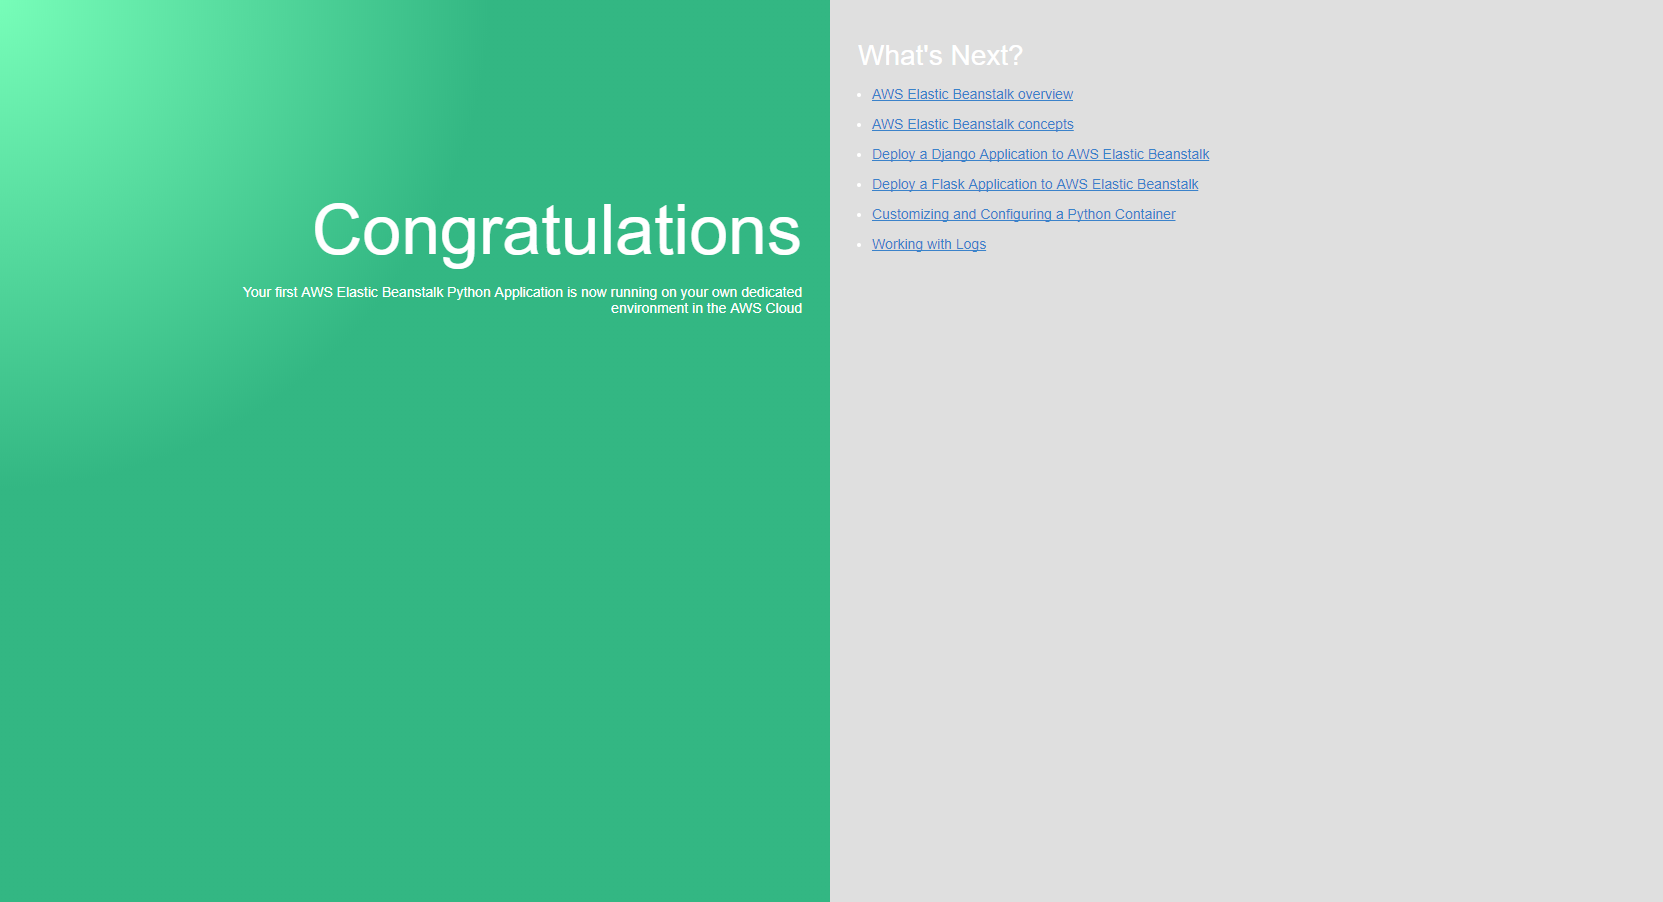 Congratulations
Your first AWS Elastic Beanstalk Python Application is now running on your own dedicated
environment in the AWS Cloud
What's Next?
AWS Elastic Beanstalk overview
AWS Elastic Beanstalk concepts
Deploy a Django Application to AWS Elastic Beanstalk
Deploy a Flask Application to AWS Elastic Beanstalk
Customizing and Configuring a Python Container
Working with Logs